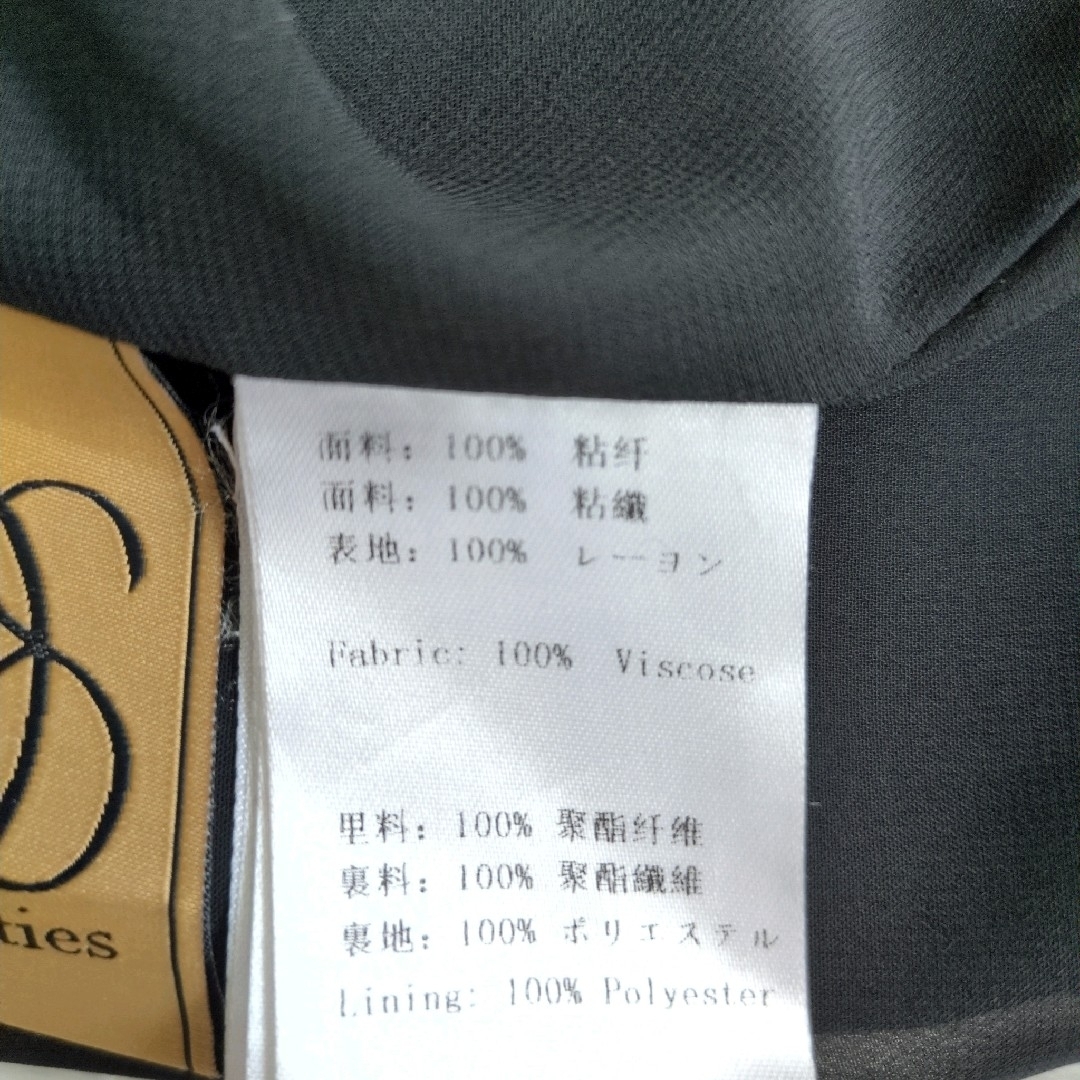 面料: 100% 粘纤
面料: 100% 粘纖
表地: 100% レーヨン
Fabric: 100% Viscose
里料: 100% 聚酯纤维
裏料: 100% 聚酯纖維
裏地: 100% ポリエステル
Lining: 100% Polyester
ties